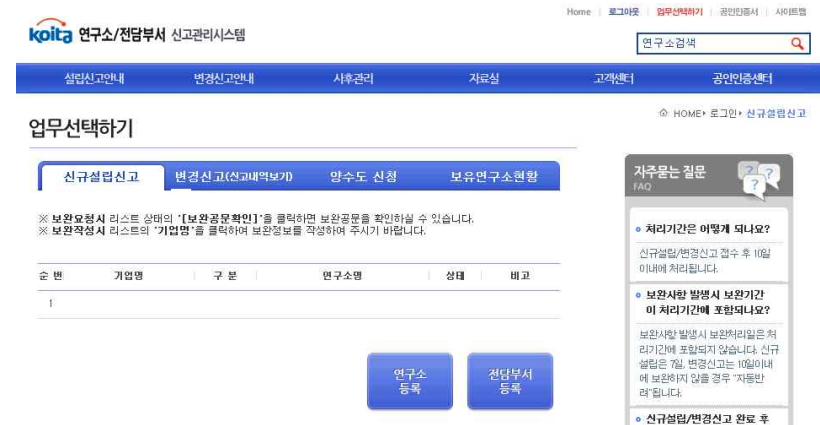 Home 로그아웃 업무선택하기 공인인증서 사이트맵
koita 연구소/전담부서 신고관리시스템
연구소검색
설립신고안내 변경신고안내 사후관리 자료실 고객센터 공인인증센터
HOME 로그인 신규설립신고
업무선택하기
신규설립신고 변경신고(신고내역보기) 양수도 신청 보유연구소현황
※ 보완요청시 리스트 상태의 "[보완공문확인]"을 클릭하면 보완공문을 확인하실 수 있습니다.
※ 보완작성시 리스트의 "기업명"을 클릭하여 보완정보를 작성하여 주시기 바랍니다.
순 번 기업명 구 분 연구소명 상태 비고
1
연구소
등록
전담부서
등록
자주묻는 질문
FAQ
처리기간은 어떻게 되나요?
신규설립/변경신고 접수 후 10일
이내에 처리됩니다.
보완사항 발생시 보완기간
이 처리기간에 포함되나요?
보완사항 발생시 보완처리일은 처
리기간에 포함되지 않습니다. 신규
설립은 7일, 변경신고는 10일이내
에 보완하지 않을 경우 "자동반
려"됩니다.
신규설립/변경신고 완료 후